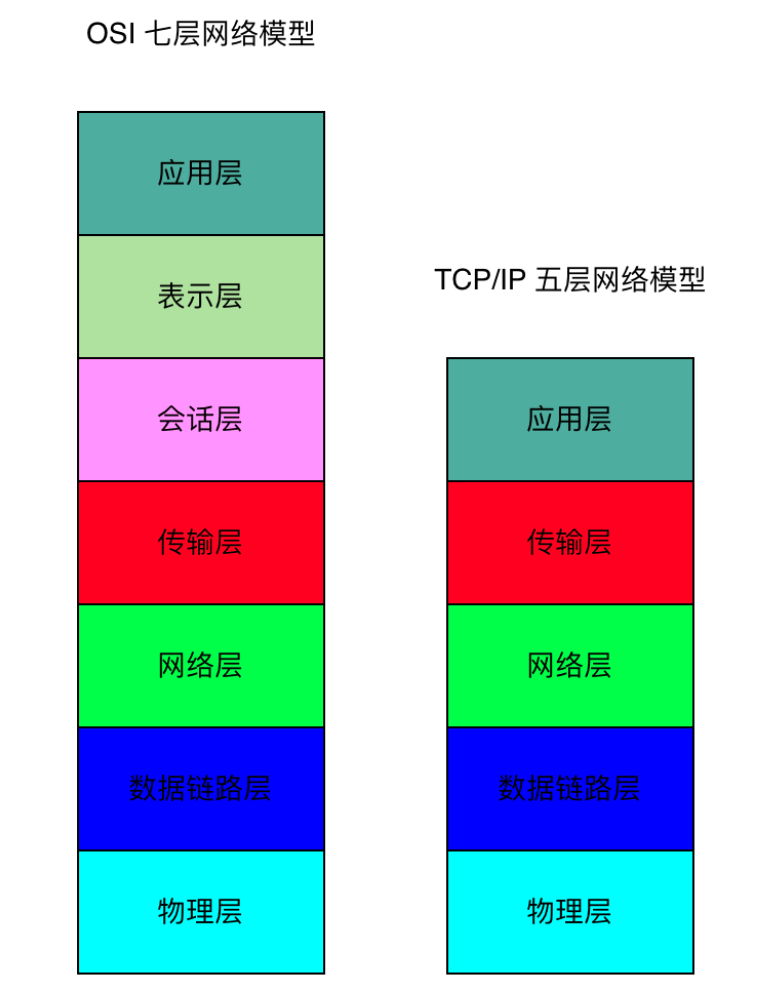 OSI 七层网络模型
应用层
表示层
会话层
传输层
网络层
数据链路层
物理层
TCP/IP 五层网络模型
应用层
传输层
网络层
数据链路层
物理层